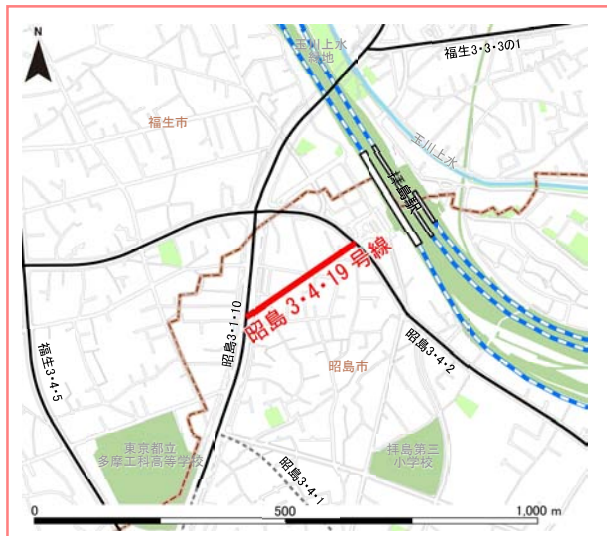 N
玉川上水
緑地
福生3・3・3の1
福生市
玉川上水
拝島駅
昭島 3・4・19 号線
昭島3・1・10
福生3・4・5
昭島市
昭島3・4・2
東京都立
多摩工科高等学校
拝島第三
小学校
昭島3・4・1
0 500 1,000 m